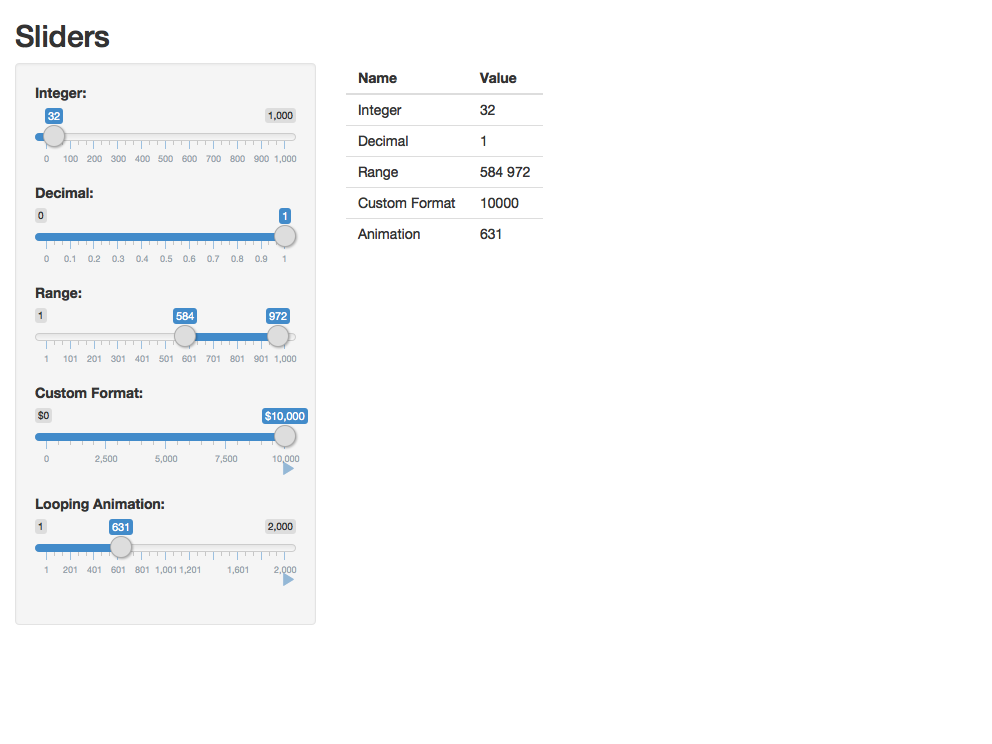 Sliders
Integer:
32 1,000
0 100 200 300 400 500 600 700 800 900 1,000
Decimal:
0 1
0 0.1 0.2 0.3 0.4 0.5 0.6 0.7 0.8 0.9 1
Range:
1 584 972
1 101 201 301 401 501 601 701 801 901 1,000
Custom Format:
$0 $10,000
0 2,500 5,000 7,500 10,000
Looping Animation:
1 631 2,000
1 201 401 601 801 1,001 1,201 1,601 2,000
Name Value
Integer 32
Decimal 1
Range 584 972
Custom Format 10000
Animation 631